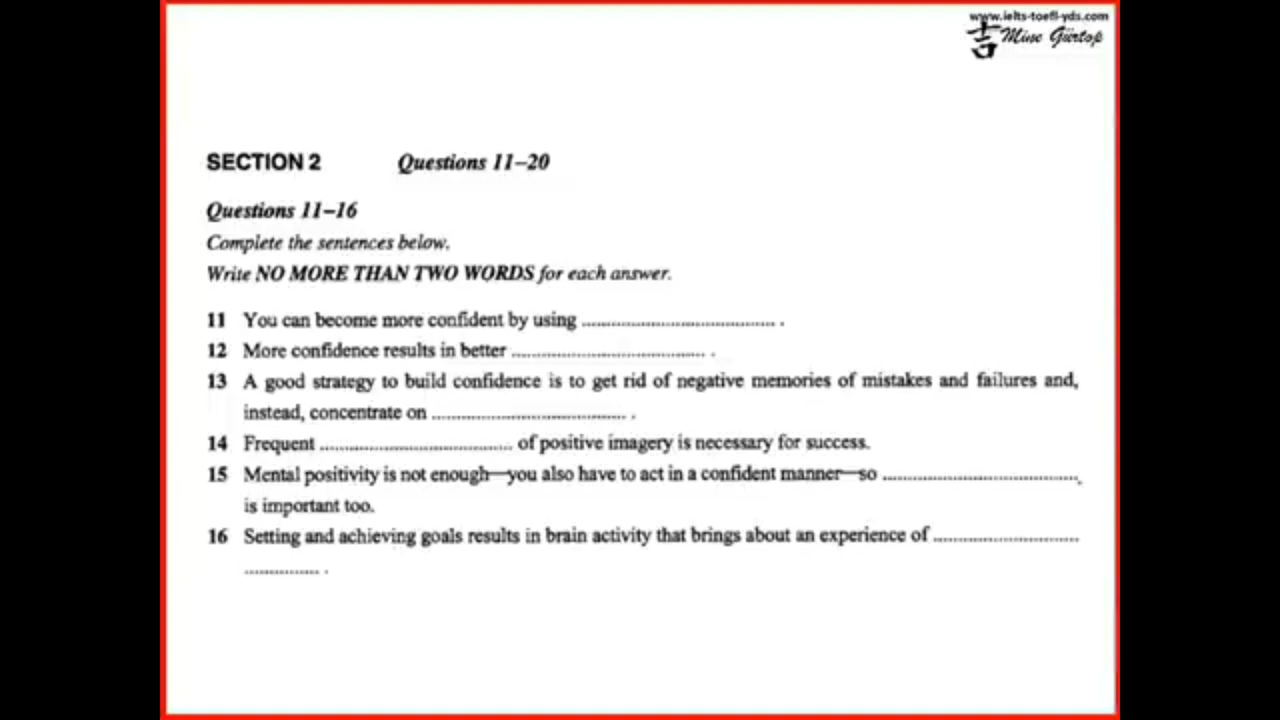 www.ielts-toefl-yds.com
吉 Mine Gürtop
SECTION 2 Questions 11–20
Questions 11–16
Complete the sentences below.
Write NO MORE THAN TWO WORDS for each answer.
11 You can become more confident by using ........................................ .
12 More confidence results in better ........................................ .
13 A good strategy to build confidence is to get rid of negative memories of mistakes and failures and,
instead, concentrate on ........................................ .
14 Frequent ........................................ of positive imagery is necessary for success.
15 Mental positivity is not enough—you also have to act in a confident manner—so ........................................
is important too.
16 Setting and achieving goals results in brain activity that brings about an experience of ..............................
................ .